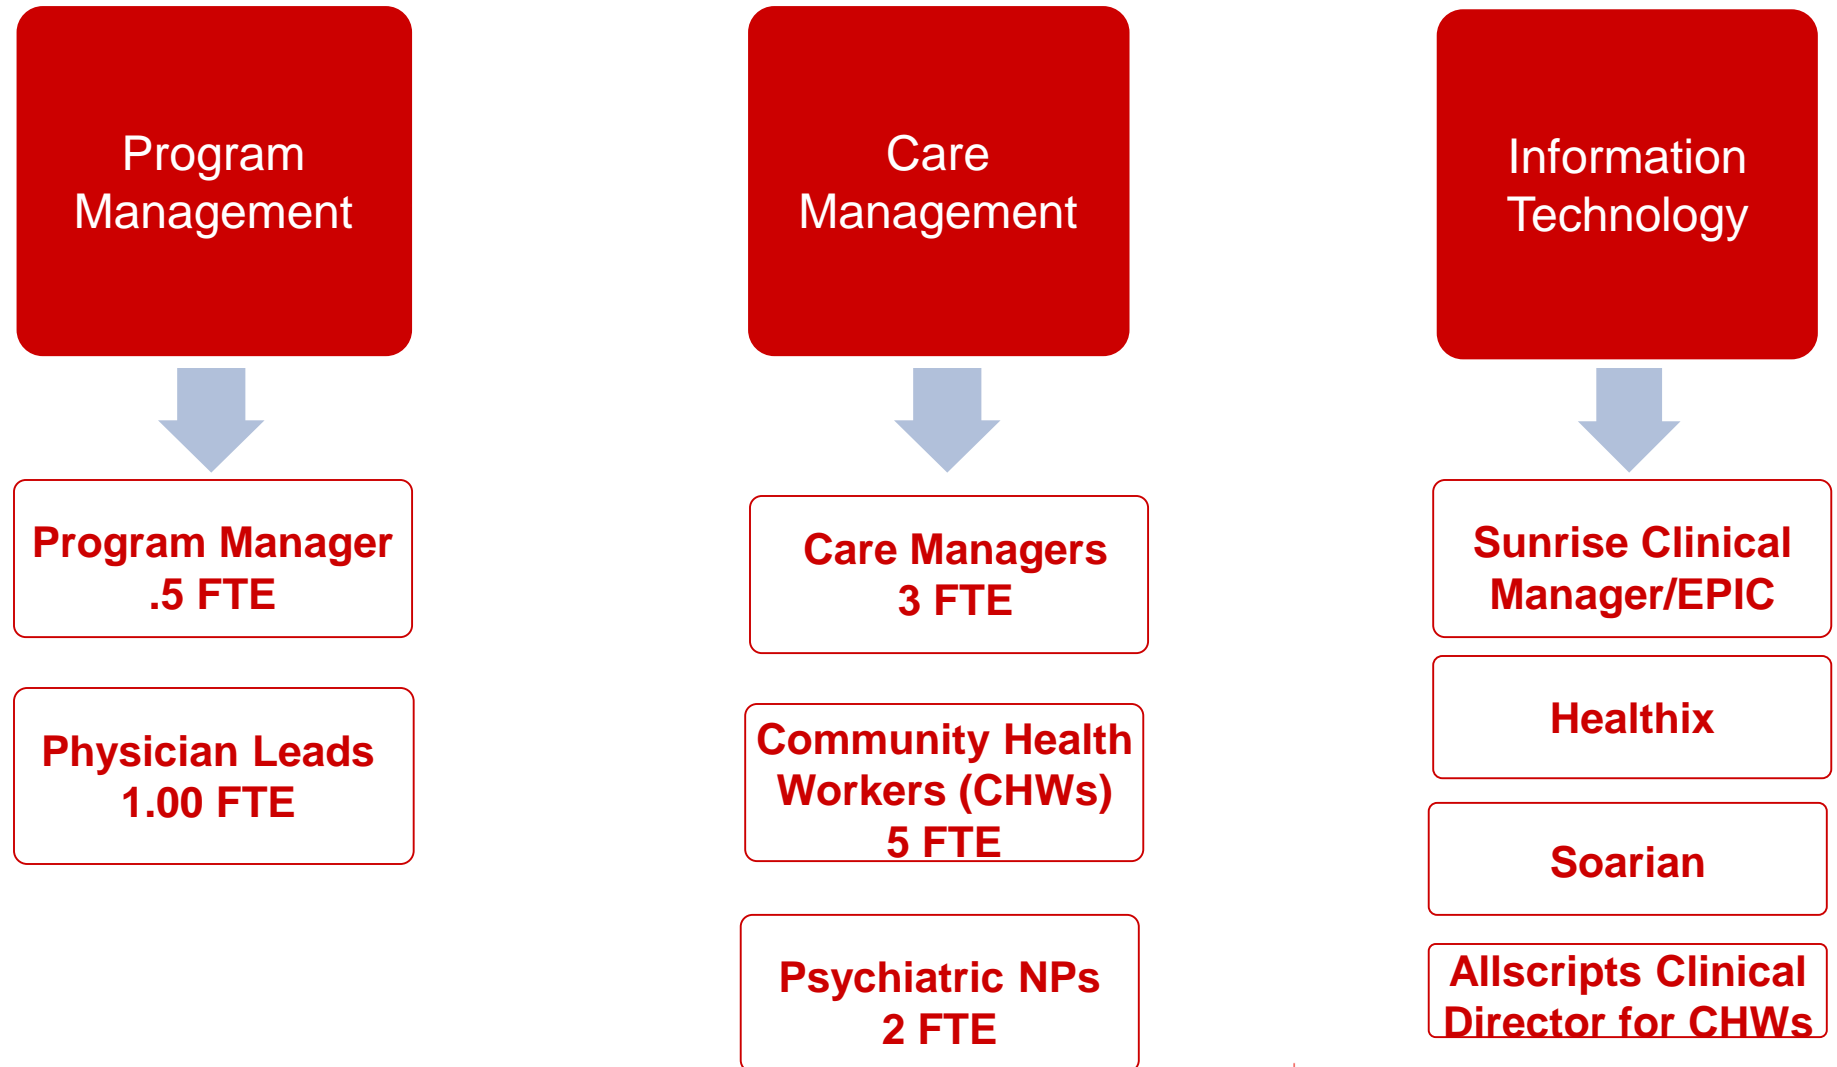 Program
Management
Care
Management
Information
Technology
Program Manager
.5 FTE
Physician Leads
1.00 FTE
Care Managers
3 FTE
Community Health
Workers (CHWs)
5 FTE
Psychiatric NPs
2 FTE
Sunrise Clinical
Manager/EPIC
Healthix
Soarian
Allscripts Clinical
Director for CHWs